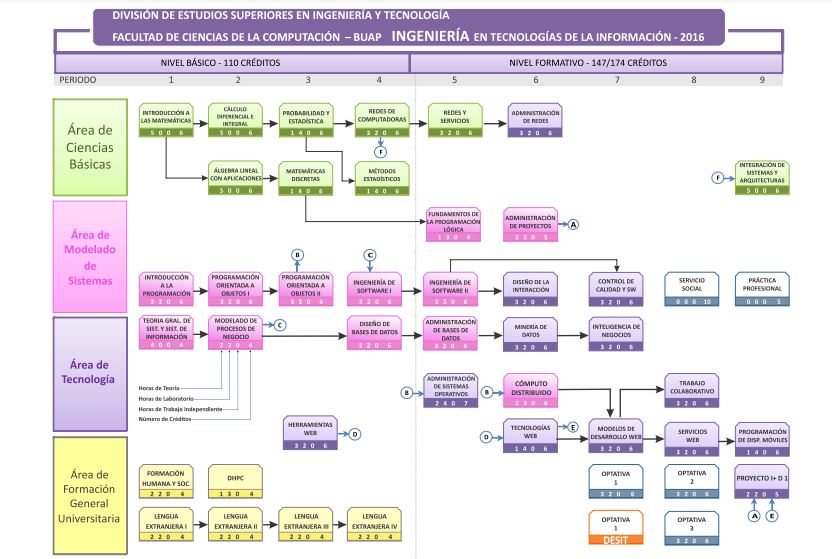 DIVISIÓN DE ESTUDIOS SUPERIORES EN INGENIERÍA Y TECNOLOGÍA
FACULTAD DE CIENCIAS DE LA COMPUTACIÓN – BUAP INGENIERÍA EN TECNOLOGÍAS DE LA INFORMACIÓN - 2016
NIVEL BÁSICO - 110 CRÉDITOS
NIVEL FORMATIVO - 147/174 CRÉDITOS
PERIODO 1 2 3 4 5 6 7 8 9
Área de
Ciencias
Básicas
INTRODUCCIÓN A
LAS MATEMÁTICAS
5 0 0 6
CÁLCULO
DIFERENCIAL E
INTEGRAL
5 0 0 6
PROBABILIDAD Y
ESTADÍSTICA
1 4 0 6
REDES DE
COMPUTADORAS
3 2 0 6
REDES Y
SERVICIOS
3 2 0 6
ADMINISTRACIÓN
DE REDES
3 2 0 6
F
ÁLGEBRA LINEAL
CON APLICACIONES
5 0 0 6
MATEMÁTICAS
DISCRETAS
1 4 0 6
MÉTODOS
ESTADÍSTICOS
1 4 0 6
F
INTEGRACIÓN DE
SISTEMAS Y
ARQUITECTURAS
5 0 0 6
Área de
Modelado
de
Sistemas
FUNDAMENTOS DE
LA PROGRAMACIÓN
LÓGICA
1 3 0 4
ADMINISTRACIÓN
DE PROYECTOS
2 2 0 5
A
B
C
INTRODUCCIÓN
A LA
PROGRAMACIÓN
3 2 0 6
PROGRAMACIÓN
ORIENTADA A
OBJETOS I
3 2 0 6
PROGRAMACIÓN
ORIENTADA A
OBJETOS II
3 2 0 6
INGENIERÍA DE
SOFTWARE I
3 2 0 6
INGENIERÍA DE
SOFTWARE II
3 2 0 6
DISEÑO DE LA
INTERACCIÓN
3 2 0 6
CONTROL DE
CALIDAD Y SW
3 2 0 6
SERVICIO
SOCIAL
0 0 0 10
PRÁCTICA
PROFESIONAL
0 0 0 5
Área de
Tecnología
TEORIA GRAL. DE
SIST. Y SIST. DE
INFORMACIÓN
4 0 0 4
MODELADO DE
PROCESOS DE
NEGOCIO
2 2 0 4
C
DISEÑO DE
BASES DE DATOS
3 2 0 6
ADMINISTRACIÓN
DE BASES DE
DATOS
3 2 0 6
MINERÍA DE
DATOS
3 2 0 6
INTELIGENCIA DE
NEGOCIOS
3 2 0 6
Horas de Teoría
Horas de Laboratorio
Horas de Trabajo Independiente
Número de Créditos
B
ADMINISTRACIÓN
DE SISTEMAS
OPERATIVOS
2 4 0 7
B
CÓMPUTO
DISTRIBUIDO
2 3 0 6
TRABAJO
COLABORATIVO
3 2 0 6
HERRAMIENTAS
WEB
3 2 0 6
D
D
TECNOLOGÍAS
WEB
1 4 0 6
E
MODELOS DE
DESARROLLO WEB
3 2 0 6
SERVICIOS
WEB
3 2 0 6
PROGRAMACIÓN
DE DISP. MÓVILES
1 4 0 6
Área de
Formación
General
Universitaria
FORMACIÓN
HUMANA Y SOC
2 2 0 4
DHPC
1 3 0 4
OPTATIVA
1
3 2 0 6
OPTATIVA
2
3 2 0 6
PROYECTO I+ D 1
2 2 0 5
A
E
LENGUA
EXTRANJERA I
2 2 0 4
LENGUA
EXTRANJERA II
2 2 0 4
LENGUA
EXTRANJERA III
2 2 0 4
LENGUA
EXTRANJERA IV
2 2 0 4
OPTATIVA
1
DESIT
OPTATIVA
3
3 2 0 6